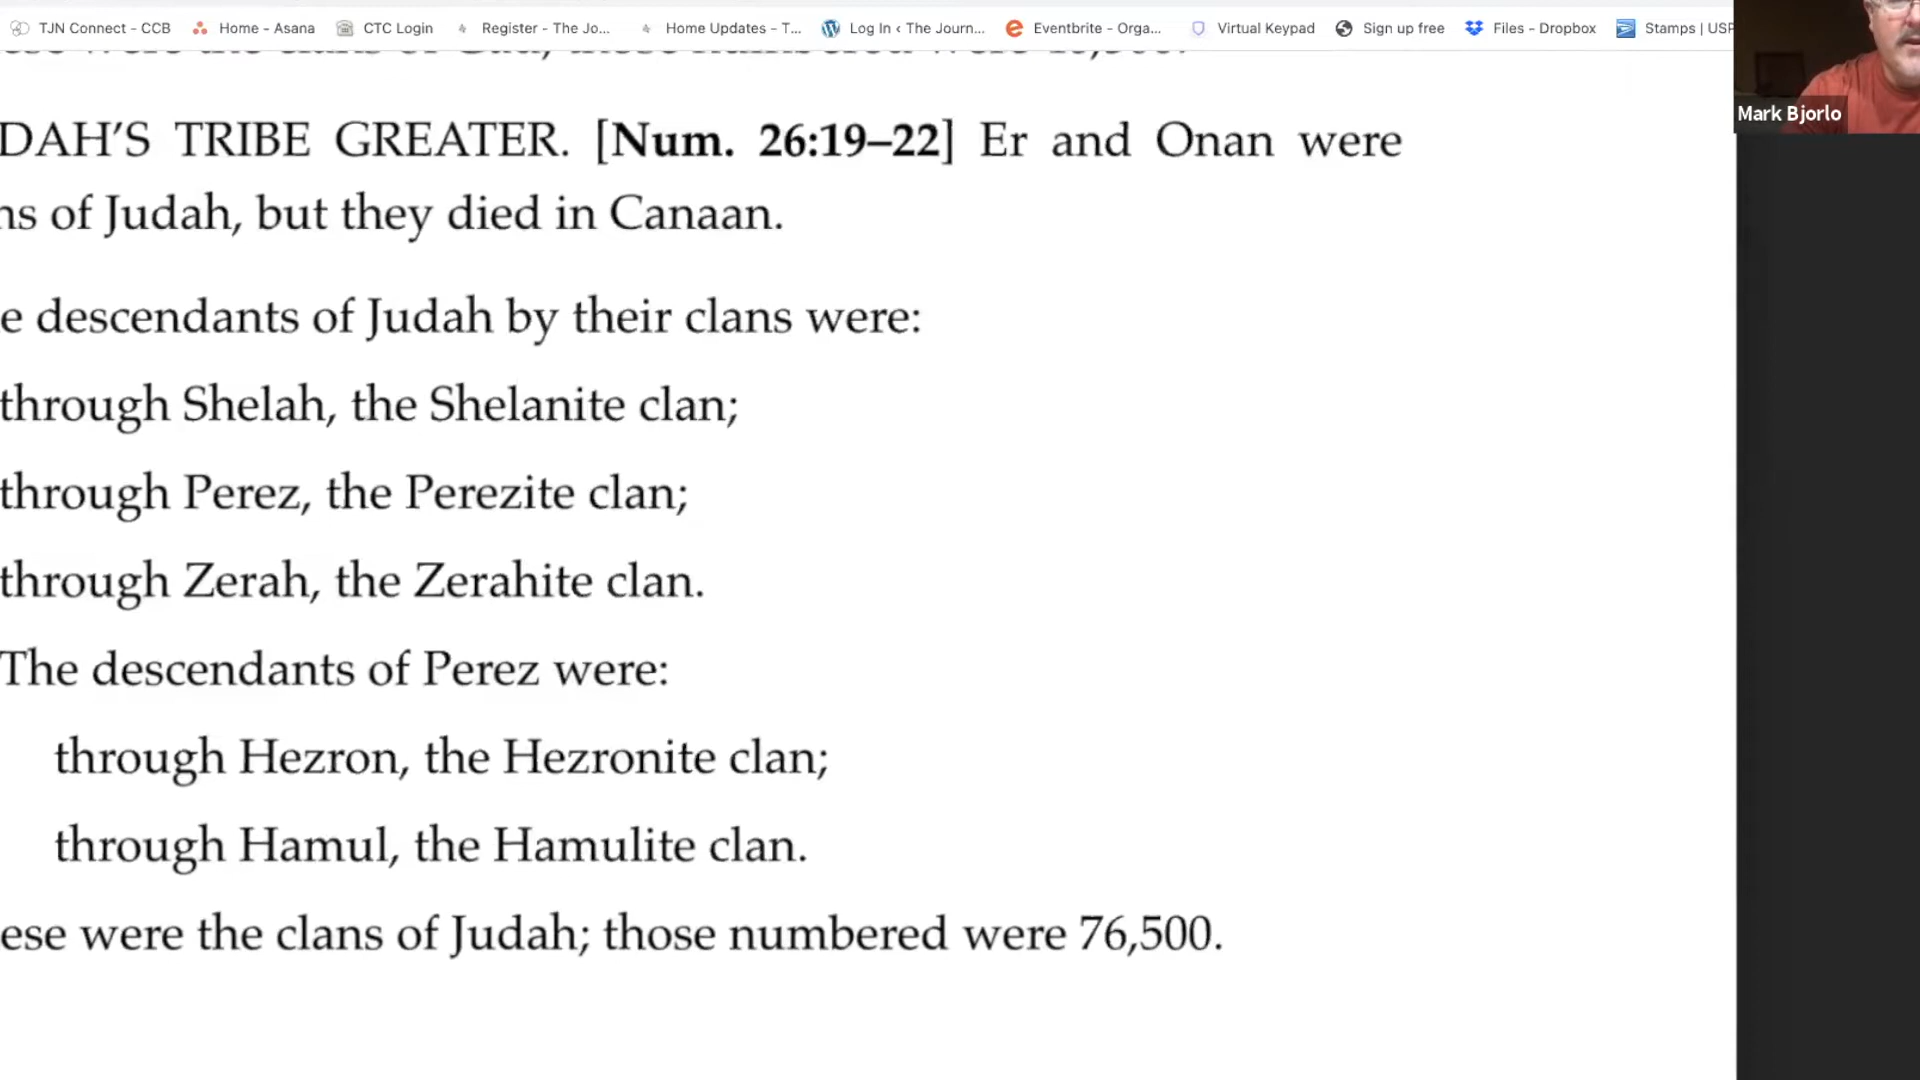 TJN Connect - CCB Home - Asana CTC Login Register - The Jo... Home Updates - T... Log In ‹ The Journ... Eventbrite - Orga... Virtual Keypad Sign up free Files - Dropbox Stamps | USP
Mark Bjorlo
DAH'S TRIBE GREATER. [Num. 26:19–22] Er and Onan were
ns of Judah, but they died in Canaan.
e descendants of Judah by their clans were:
through Shelah, the Shelanite clan;
through Perez, the Perezite clan;
through Zerah, the Zerahite clan.
The descendants of Perez were:
through Hezron, the Hezronite clan;
through Hamul, the Hamulite clan.
ese were the clans of Judah; those numbered were 76,500.